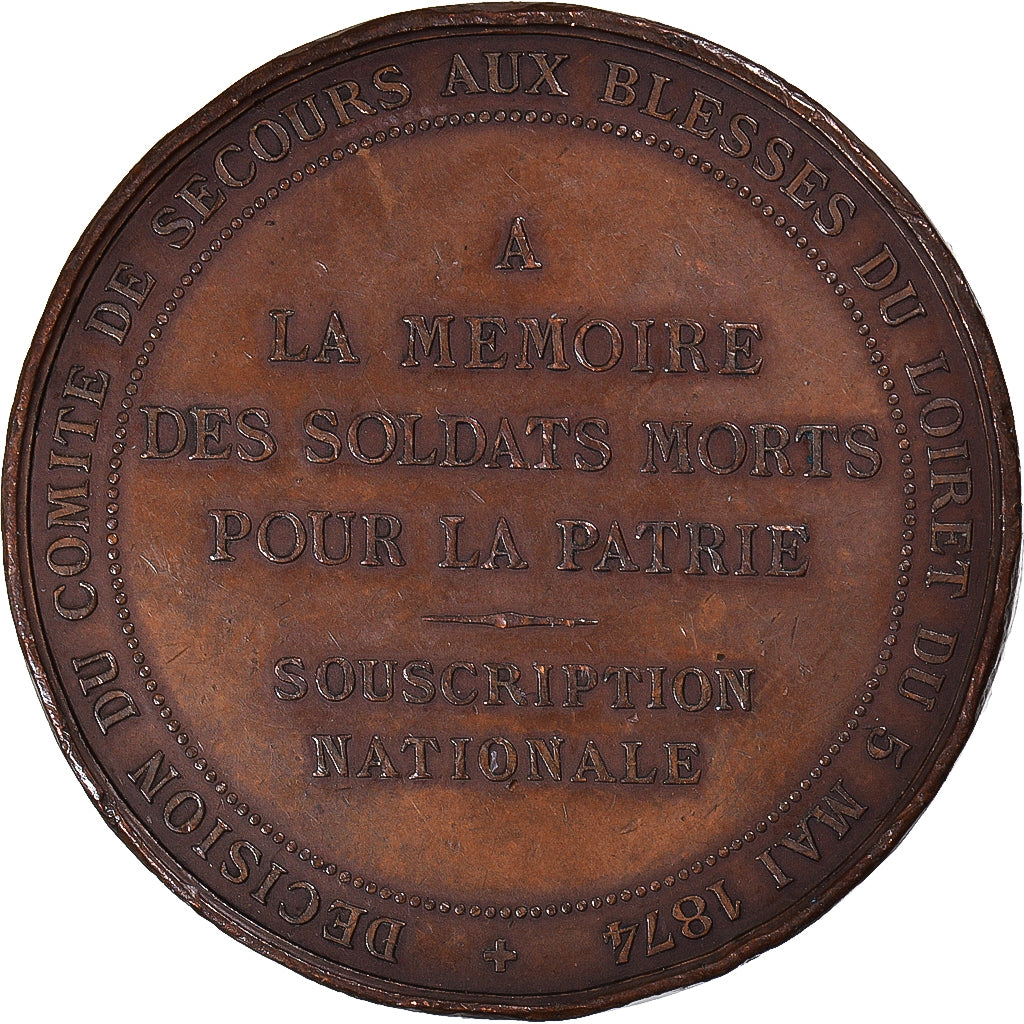 DECISION DU COMITE DE SECOURS AUX BLESSES DU LOIRET DU 5 MAI 1874
A
LA MEMOIRE
DES SOLDATS MORTS
POUR LA PATRIE
SOUSCRIPTION
NATIONALE